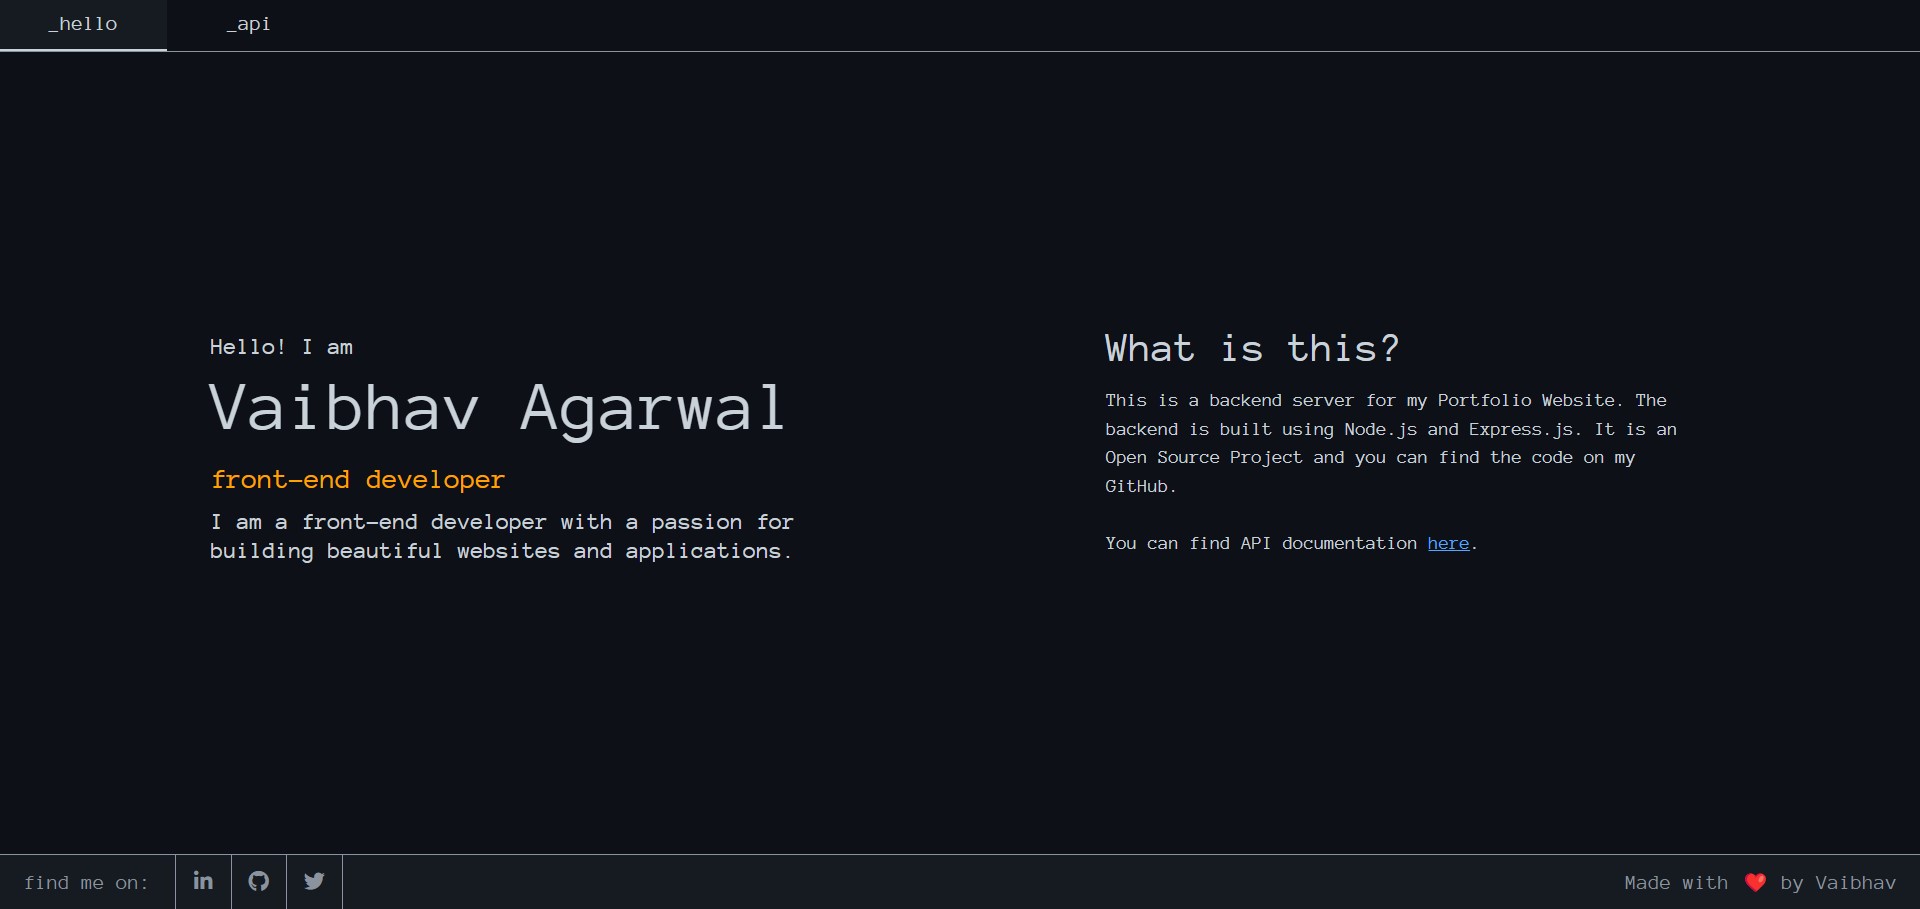 _hello
_api
Hello! I am
Vaibhav Agarwal
front-end developer
I am a front-end developer with a passion for
building beautiful websites and applications.
What is this?
This is a backend server for my Portfolio Website. The
backend is built using Node.js and Express.js. It is an
Open Source Project and you can find the code on my
GitHub.
You can find API documentation here.
find me on:
in
Made with ❤️ by Vaibhav